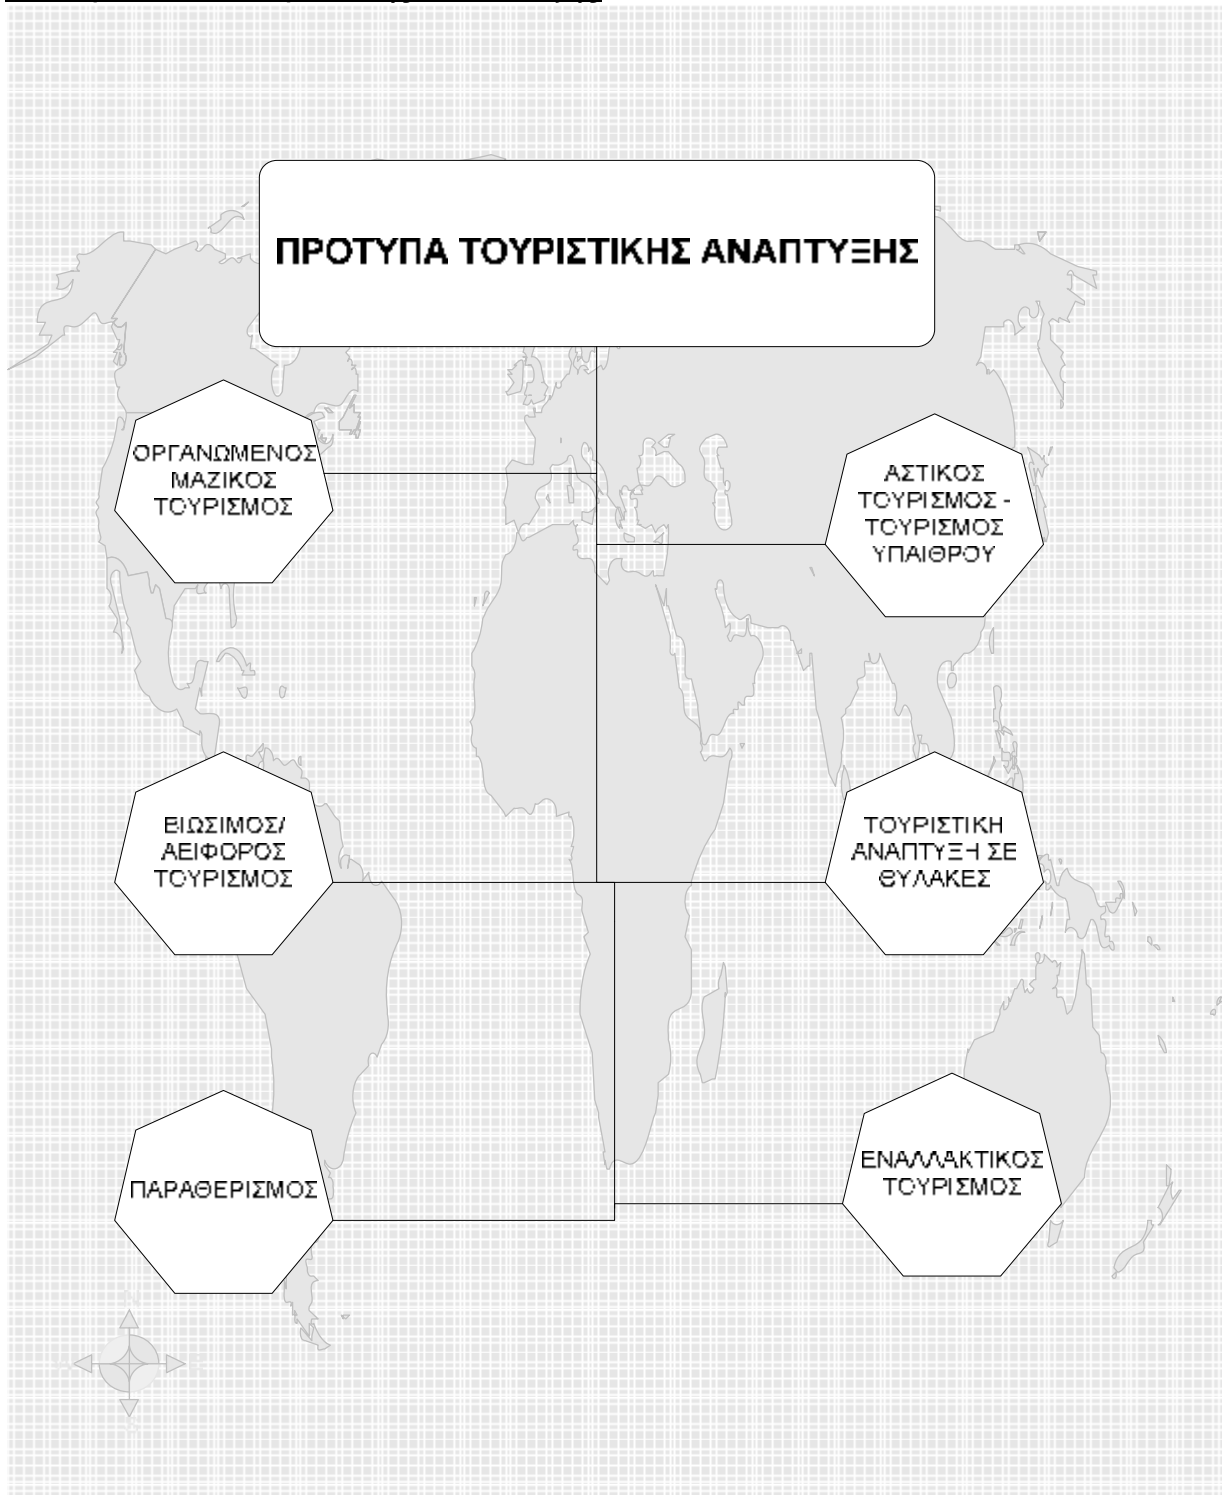 ΠΡΟΤΥΠΑ ΤΟΥΡΙΣΤΙΚΗΣ ΑΝΑΠΤΥΞΗΣ
ΟΡΓΑΝΩΜΕΝΟΣ
ΜΑΖΙΚΟΣ
ΤΟΥΡΙΣΜΟΣ
ΑΣΤΙΚΟΣ
ΤΟΥΡΙΣΜΟΣ -
ΤΟΥΡΙΣΜΟΣ
ΥΠΑΙΘΡΟΥ
ΒΙΩΣΙΜΟΣ/
ΑΕΙΦΟΡΟΣ
ΤΟΥΡΙΣΜΟΣ
ΤΟΥΡΙΣΤΙΚΗ
ΑΝΑΠΤΥΞΗ ΣΕ
ΘΥΛΑΚΕΣ
ΠΑΡΑΘΕΡΙΣΜΟΣ
ΕΝΑΛΛΑΚΤΙΚΟΣ
ΤΟΥΡΙΣΜΟΣ
N
S